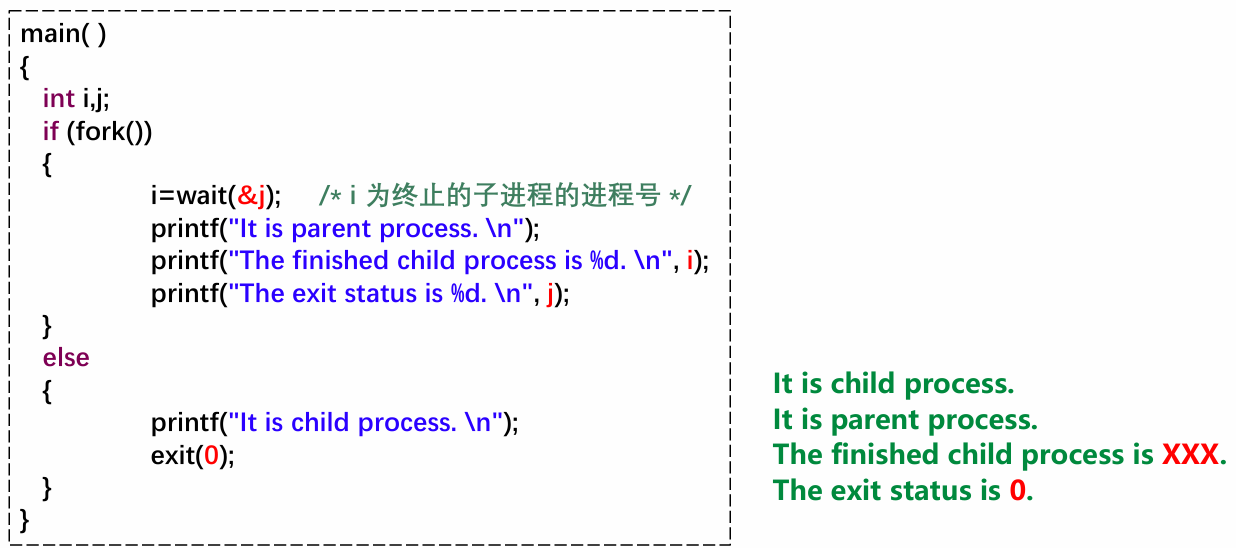 main( )
{
int i,j;
if (fork())
{
i=wait(&j); /* i 为终止的子进程的进程号 */
printf("It is parent process. \n");
printf("The finished child process is %d. \n", i);
printf("The exit status is %d. \n", j);
}
else
{
printf("It is child process. \n");
exit(0);
}
}
It is child process.
It is parent process.
The finished child process is XXX.
The exit status is 0.